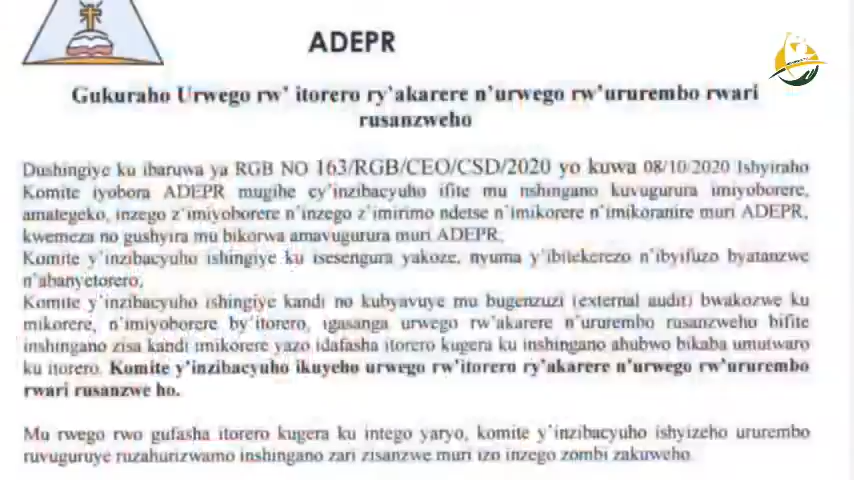 ADEPR
Gukuraho Urwego rw' itorero ry'akarere n'urwego rw'ururembo rwari
rusanzweho
Dushingiye ku ibaruwa ya RGB NO 163/RGB/CEO/CSD/2020 yo kuwa 08/10/2020 Ishyiraho
Komite iyobora ADEPR mugihe cy'inzibacyuho ifite mu nshingano kuvugurura imiyoborere,
amategeko, inzego z'imiyoborere n'inzego z'imirimo ndetse n'imikorere n'imikoranire muri ADEPR,
kwemeza no gushyira mu bikorwa amavugurura muri ADEPR;
Komite y'inzibacyuho ishingiye ku isesengura yakoze, nyuma y'ibitekerezo n'ibyifuzo byatanzwe
n'abanyetorero;
Komite y'inzibacyuho ishingiye kandi no kubyavuye mu bugenzuzi (external audit) bwakozwe ku
mikorere, n'imiyoborere by'itorero, igasanga urwego rw'akarere n'ururembo rusanzweho bifite
inshingano zisa kandi imikorere yazo idafasha itorero kugera ku inshingano ahubwo bikaba umutwaro
ku itorero. Komite y'inzibacyuho ikuyeho urwego rw'itorero ry'akarere n'urwego rw'ururembo
rwari rusanzwe ho.
Mu rwego rwo gufasha itorero kugera ku intego yaryo, komite y'inzibacyuho ishyizeho ururembo
ruvuguruye ruzahurizwamo inshingano zari zisanzwe muri izo inzego zombi zakuweho.